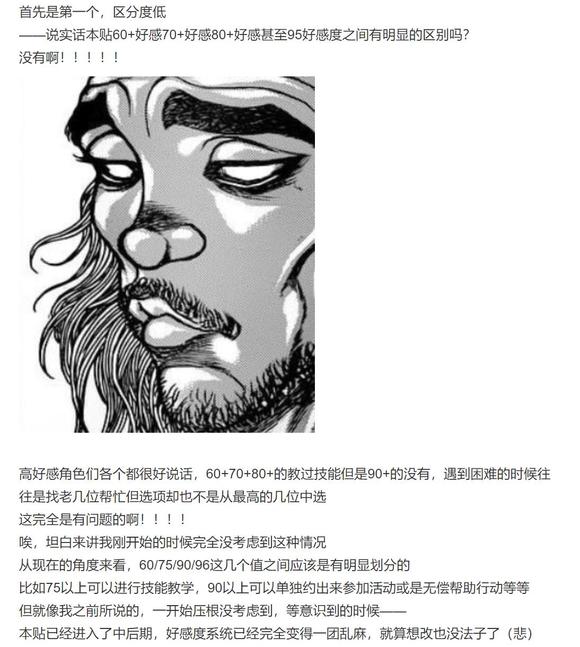 首先是第一个，区分度低
——说实话本贴60+好感70+好感80+好感甚至95好感度之间有明显的区别吗？
没有啊！！！！！
高好感角色们各个都很好说话，60+70+80+的教过技能但是90+的没有，遇到困难的时候往
往是找老几位帮忙但选项却也不是从最高的几位中选
这完全是有问题的啊！！！！
唉，坦白来讲我刚开始的时候完全没考虑到这种情况
从现在的角度来看，60/75/90/96这几个值之间应该是有明显划分的
比如75以上可以进行技能教学，90以上可以单独约出来参加活动或是无偿帮助行动等等
但就像我之前所说的，一开始压根没考虑到，等意识到的时候——
本贴已经进入了中后期，好感度系统已经完全变得一团乱麻，就算想改也没法子了（悲）